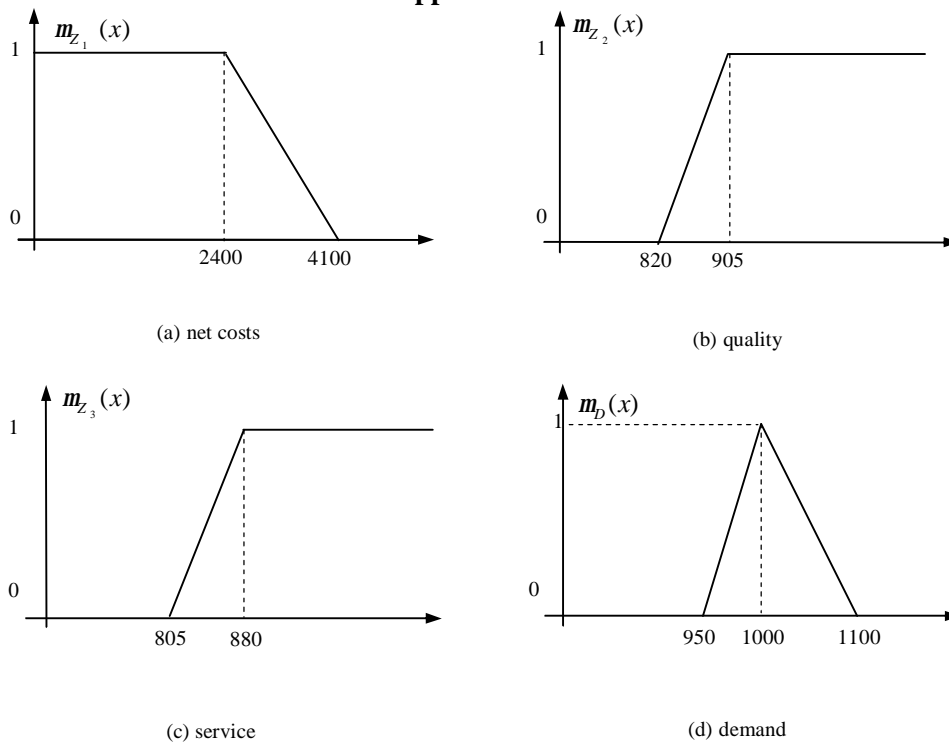 pp
m_{Z_1} (x)
1
0
2400
4100
(a) net costs
m_{Z_2} (x)
1
0
820
905
(b) quality
m_{Z_3} (x)
1
0
805
880
(c) service
m_D (x)
1
0
950
1000
1100
(d) demand